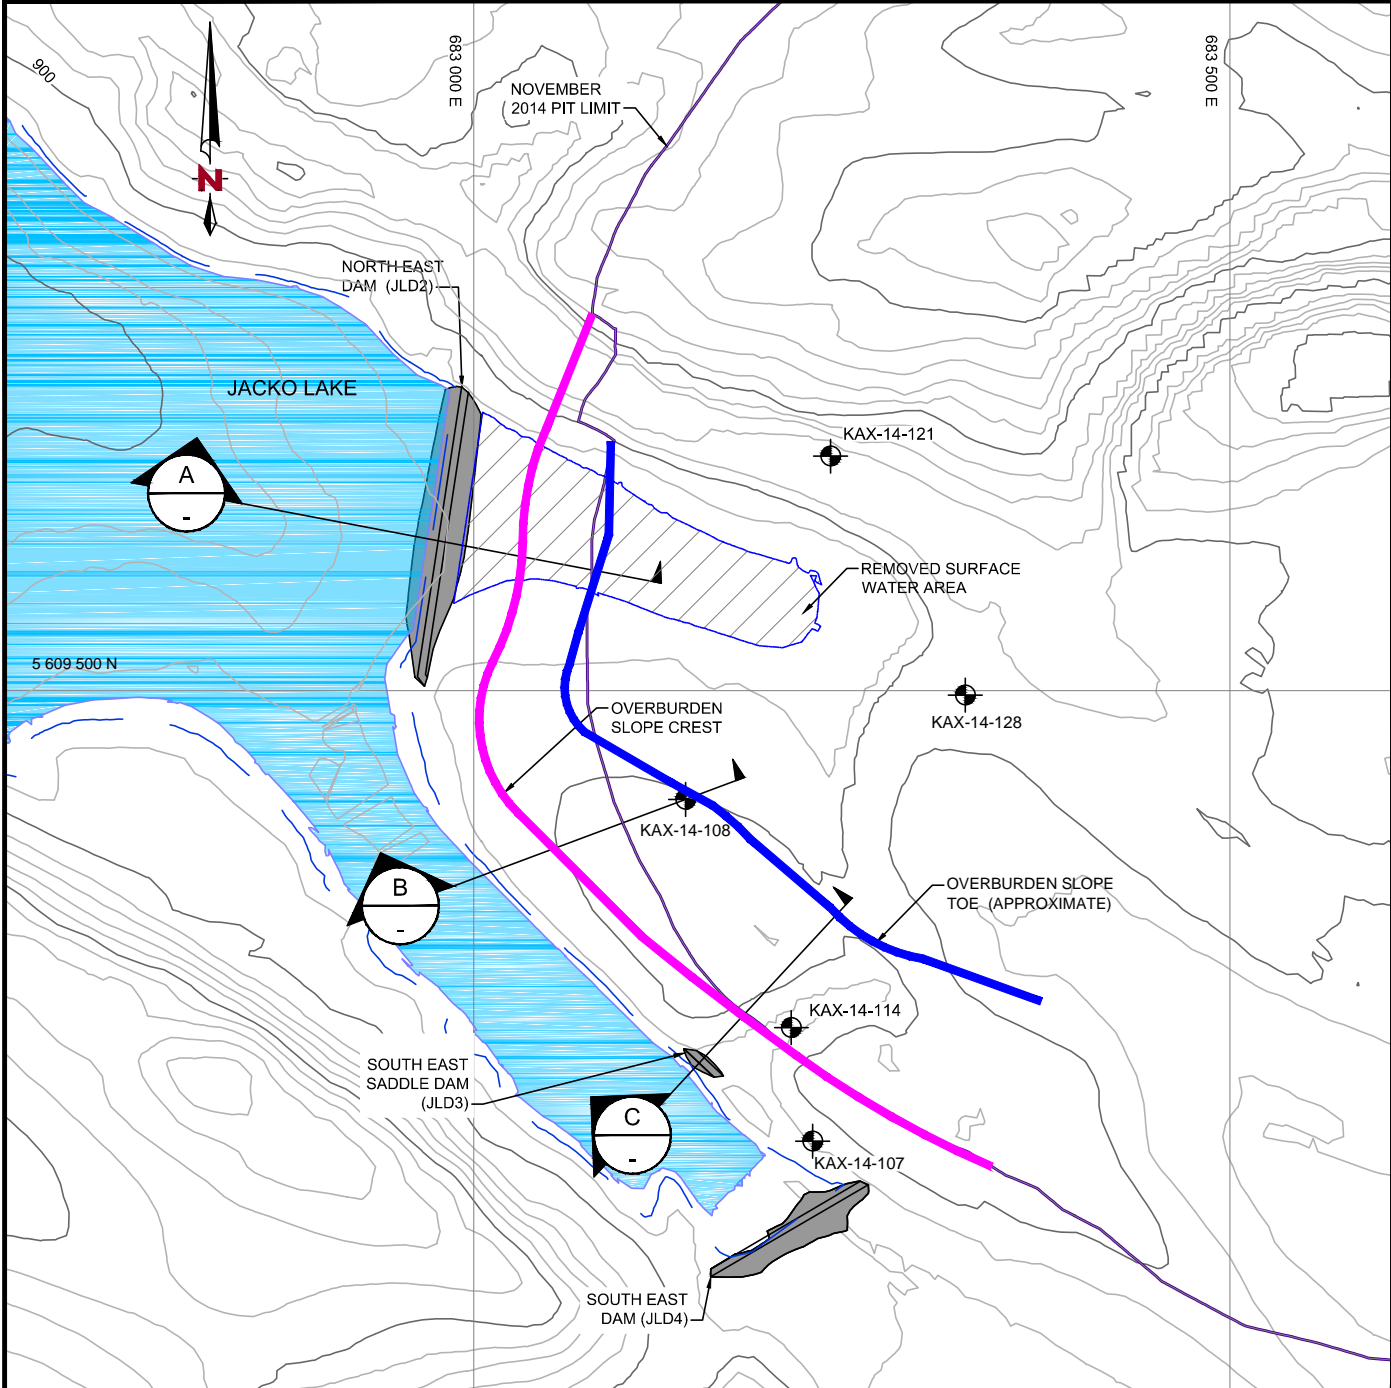 900
683 000 E
683 500 E
NOVEMBER
2014 PIT LIMIT
N
NORTH EAST
DAM (JLD2)
JACKO LAKE
KAX-14-121
A
-
REMOVED SURFACE
WATER AREA
5 609 500 N
OVERBURDEN
SLOPE CREST
KAX-14-128
KAX-14-108
B
-
OVERBURDEN SLOPE
TOE (APPROXIMATE)
KAX-14-114
SOUTH EAST
SADDLE DAM
(JLD3)
C
-
KAX-14-107
SOUTH EAST
DAM (JLD4)